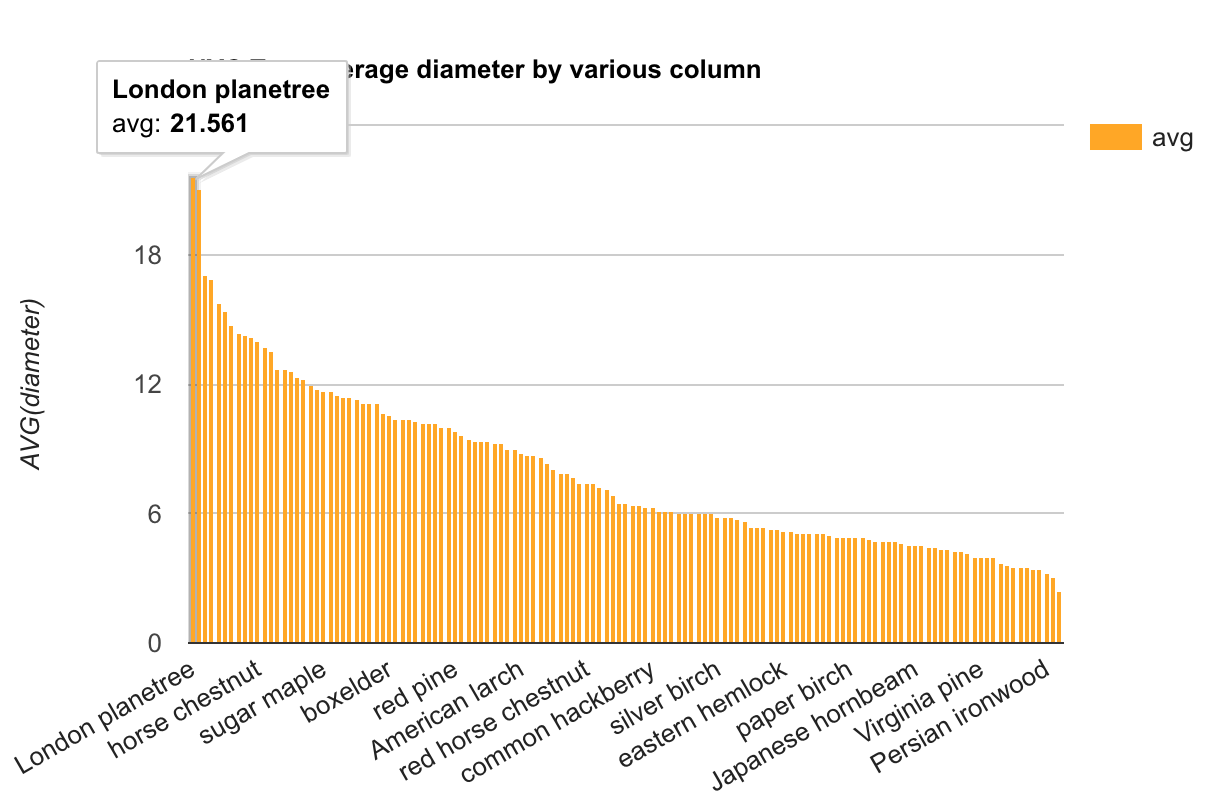 erage diameter by various column
London planetree
avg: 21.561
avg
18
12
6
0
AVG(diameter)
London planetree
horse chestnut
sugar maple
boxelder
red pine
American larch
red horse chestnut
common hackberry
silver birch
eastern hemlock
paper birch
Japanese hornbeam
Virginia pine
Persian ironwood